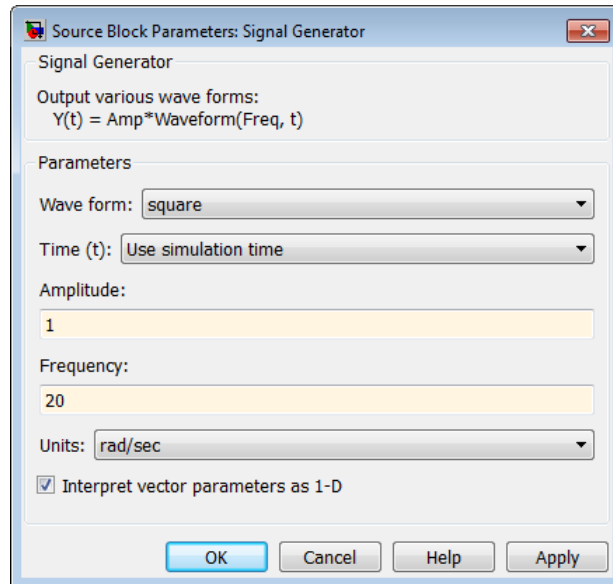 Source Block Parameters: Signal Generator
Signal Generator
Output various wave forms:
Y(t) = Amp*Waveform(Freq, t)
Parameters
Wave form: square
Time (t): Use simulation time
Amplitude:
1
Frequency:
20
Units: rad/sec
Interpret vector parameters as 1-D
OK Cancel Help Apply